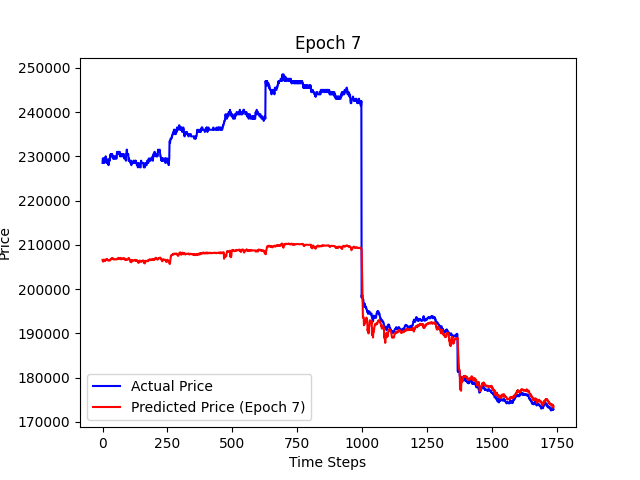 Epoch 7
Price
250000
240000
230000
220000
210000
200000
190000
180000
170000
Actual Price
Predicted Price (Epoch 7)
0 250 500 750 1000 1250 1500 1750
Time Steps